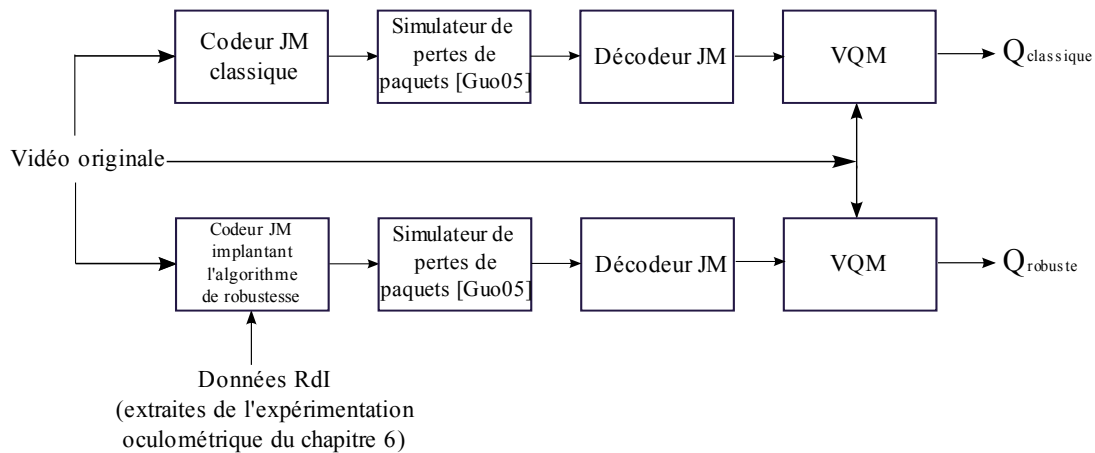 Codeur JM
classique
Simulateur de
pertes de
paquets [Guo05]
Décodeur JM
VQM
Qclassique
Vidéo originale
Codeur JM
implantant
l'algorithme
de robustesse
Simulateur de
pertes de
paquets [Guo05]
Décodeur JM
VQM
Qrobuste
Données RdI
(extraites de l'expérimentation
oculométrique du chapitre 6)